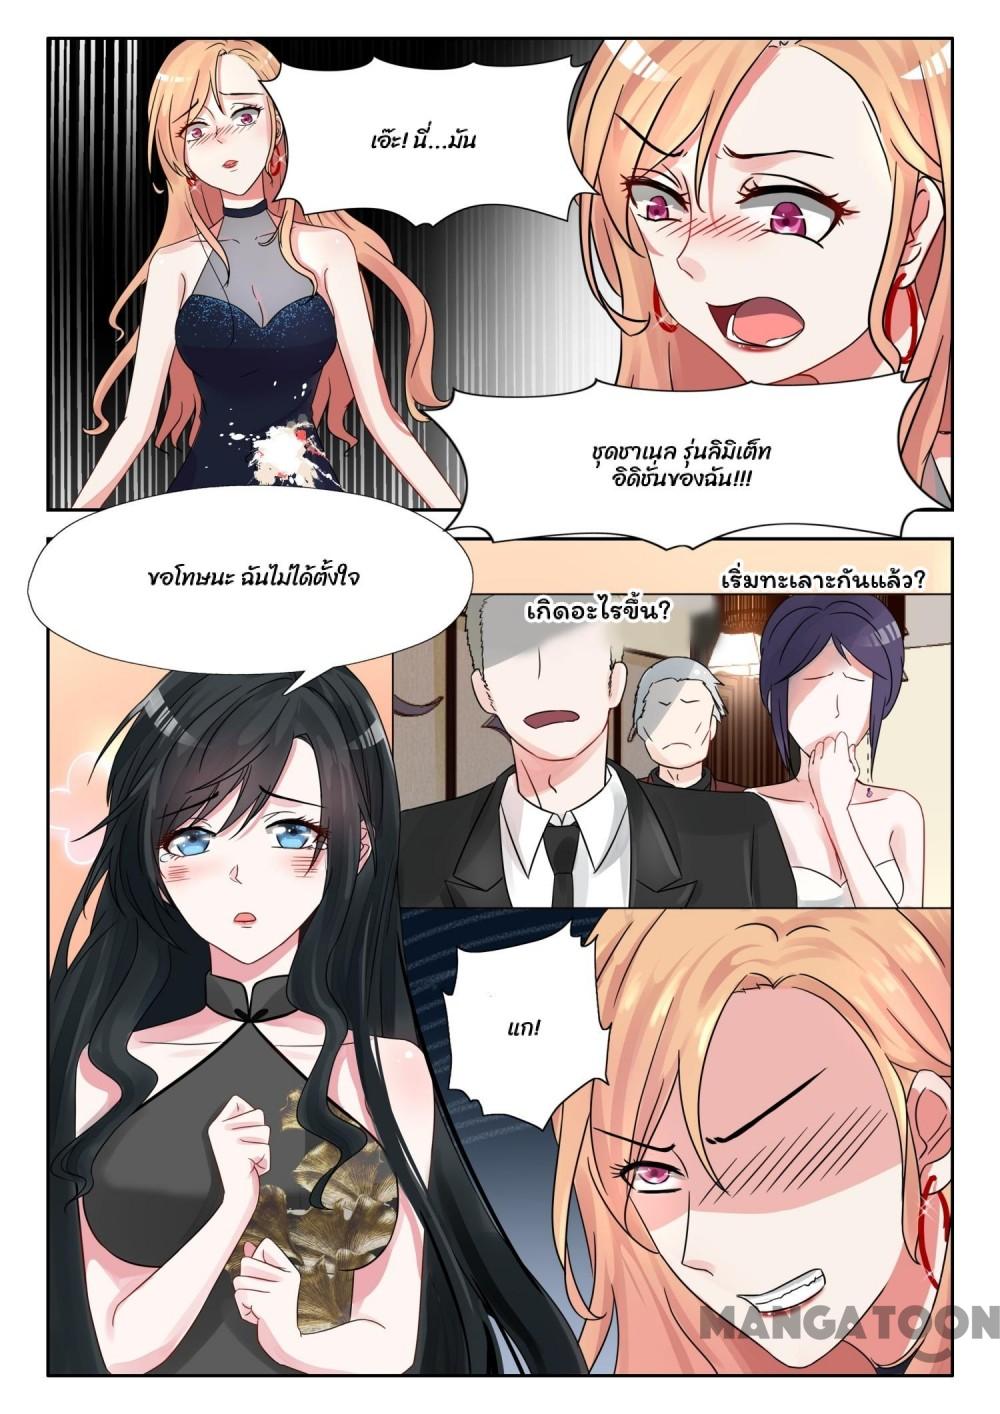 เอ๊ะ! นี่...มัน
ชุดชาเนล รุ่นลิมิเต็ท
อิดิชั่นของฉัน!!!
ขอโทษนะ ฉันไม่ได้ตั้งใจ
เกิดอะไรขึ้น?
เริ่มทะเลาะกันแล้ว?
แก!
MANGATOON